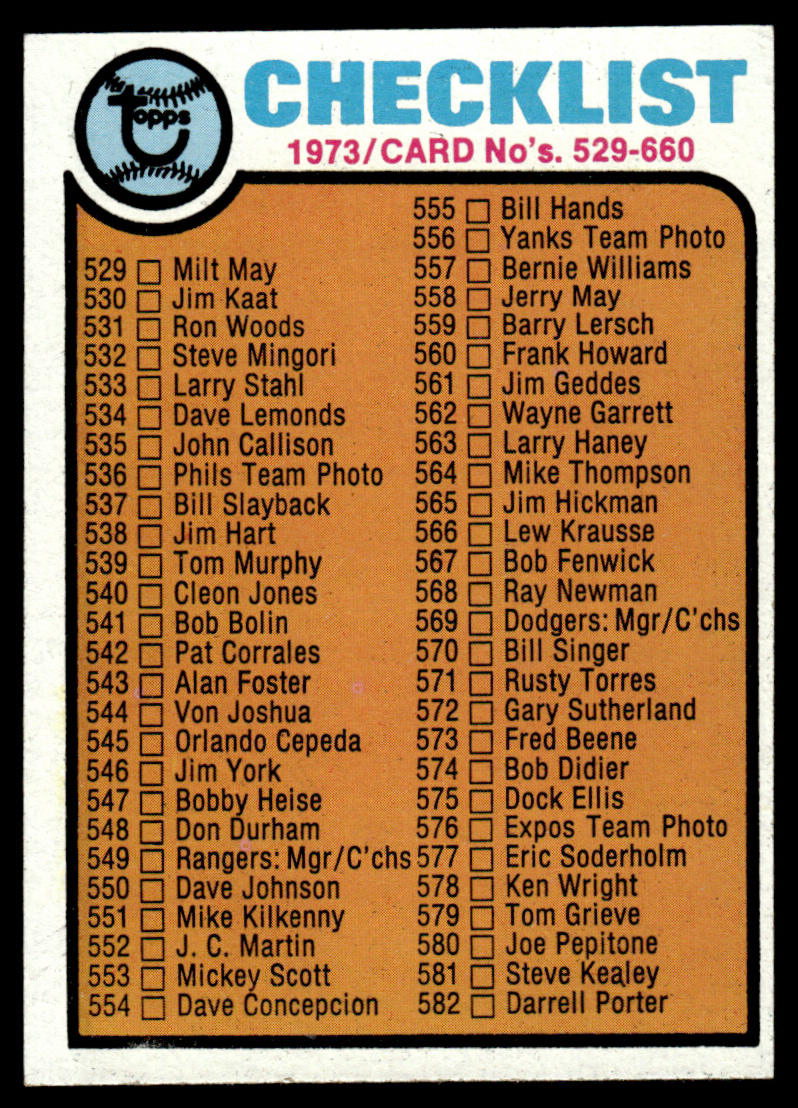 Topps
CHECKLIST
1973/CARD No's. 529-660
529 □ Milt May
530 □ Jim Kaat
531 □ Ron Woods
532 □ Steve Mingori
533 □ Larry Stahl
534 □ Dave Lemonds
535 □ John Callison
536 □ Phils Team Photo
537 □ Bill Slayback
538 □ Jim Hart
539 □ Tom Murphy
540 □ Cleon Jones
541 □ Bob Bolin
542 □ Pat Corrales
543 □ Alan Foster
544 □ Von Joshua
545 □ Orlando Cepeda
546 □ Jim York
547 □ Bobby Heise
548 □ Don Durham
549 □ Rangers: Mgr/C'chs
550 □ Dave Johnson
551 □ Mike Kilkenny
552 □ J. C. Martin
553 □ Mickey Scott
554 □ Dave Concepcion
555 □ Bill Hands
556 □ Yanks Team Photo
557 □ Bernie Williams
558 □ Jerry May
559 □ Barry Lersch
560 □ Frank Howard
561 □ Jim Geddes
562 □ Wayne Garrett
563 □ Larry Haney
564 □ Mike Thompson
565 □ Jim Hickman
566 □ Lew Krausse
567 □ Bob Fenwick
568 □ Ray Newman
569 □ Dodgers: Mgr/C'chs
570 □ Bill Singer
571 □ Rusty Torres
572 □ Gary Sutherland
573 □ Fred Beene
574 □ Bob Didier
575 □ Dock Ellis
576 □ Expos Team Photo
577 □ Eric Soderholm
578 □ Ken Wright
579 □ Tom Grieve
580 □ Joe Pepitone
581 □ Steve Kealey
582 □ Darrell Porter